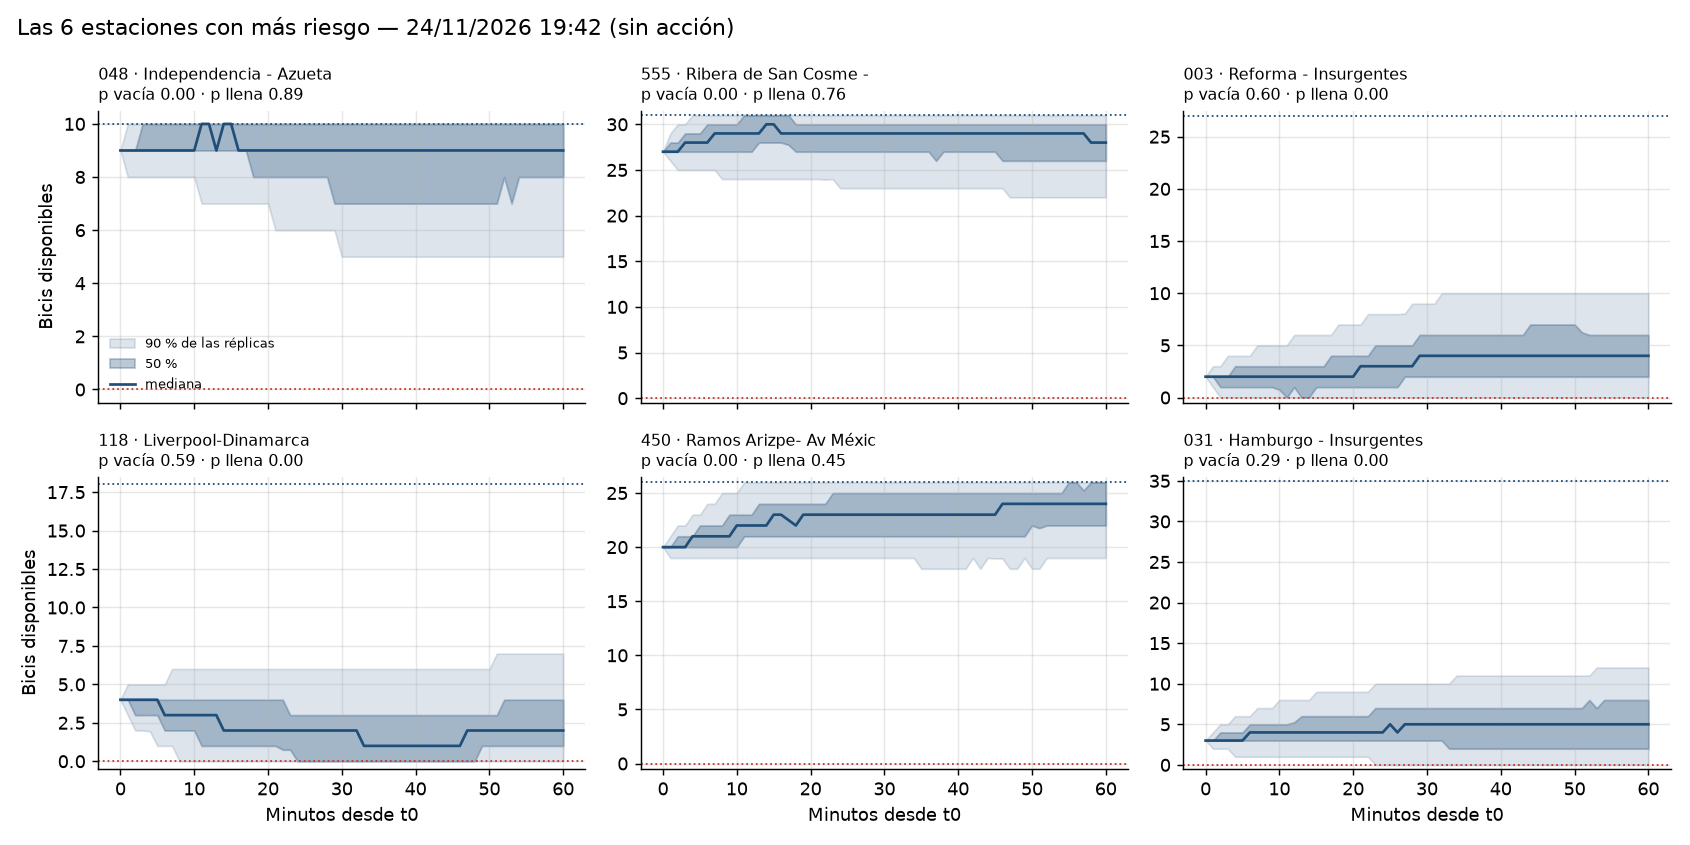 Las 6 estaciones con más riesgo — 24/11/2026 19:42 (sin acción)
048 · Independencia - Azueta
p vacía 0.00 · p llena 0.89
10
8
6
4
2
0
Bicis disponibles
90 % de las réplicas
50 %
mediana
555 · Ribera de San Cosme -
p vacía 0.00 · p llena 0.76
30
25
20
15
10
5
0
003 · Reforma - Insurgentes
p vacía 0.60 · p llena 0.00
25
20
15
10
5
0
118 · Liverpool-Dinamarca
p vacía 0.59 · p llena 0.00
17.5
15.0
12.5
10.0
7.5
5.0
2.5
0.0
Bicis disponibles
0 10 20 30 40 50 60
Minutos desde t0
450 · Ramos Arizpe- Av Méxic
p vacía 0.00 · p llena 0.45
25
20
15
10
5
0
0 10 20 30 40 50 60
Minutos desde t0
031 · Hamburgo - Insurgentes
p vacía 0.29 · p llena 0.00
35
30
25
20
15
10
5
0
0 10 20 30 40 50 60
Minutos desde t0